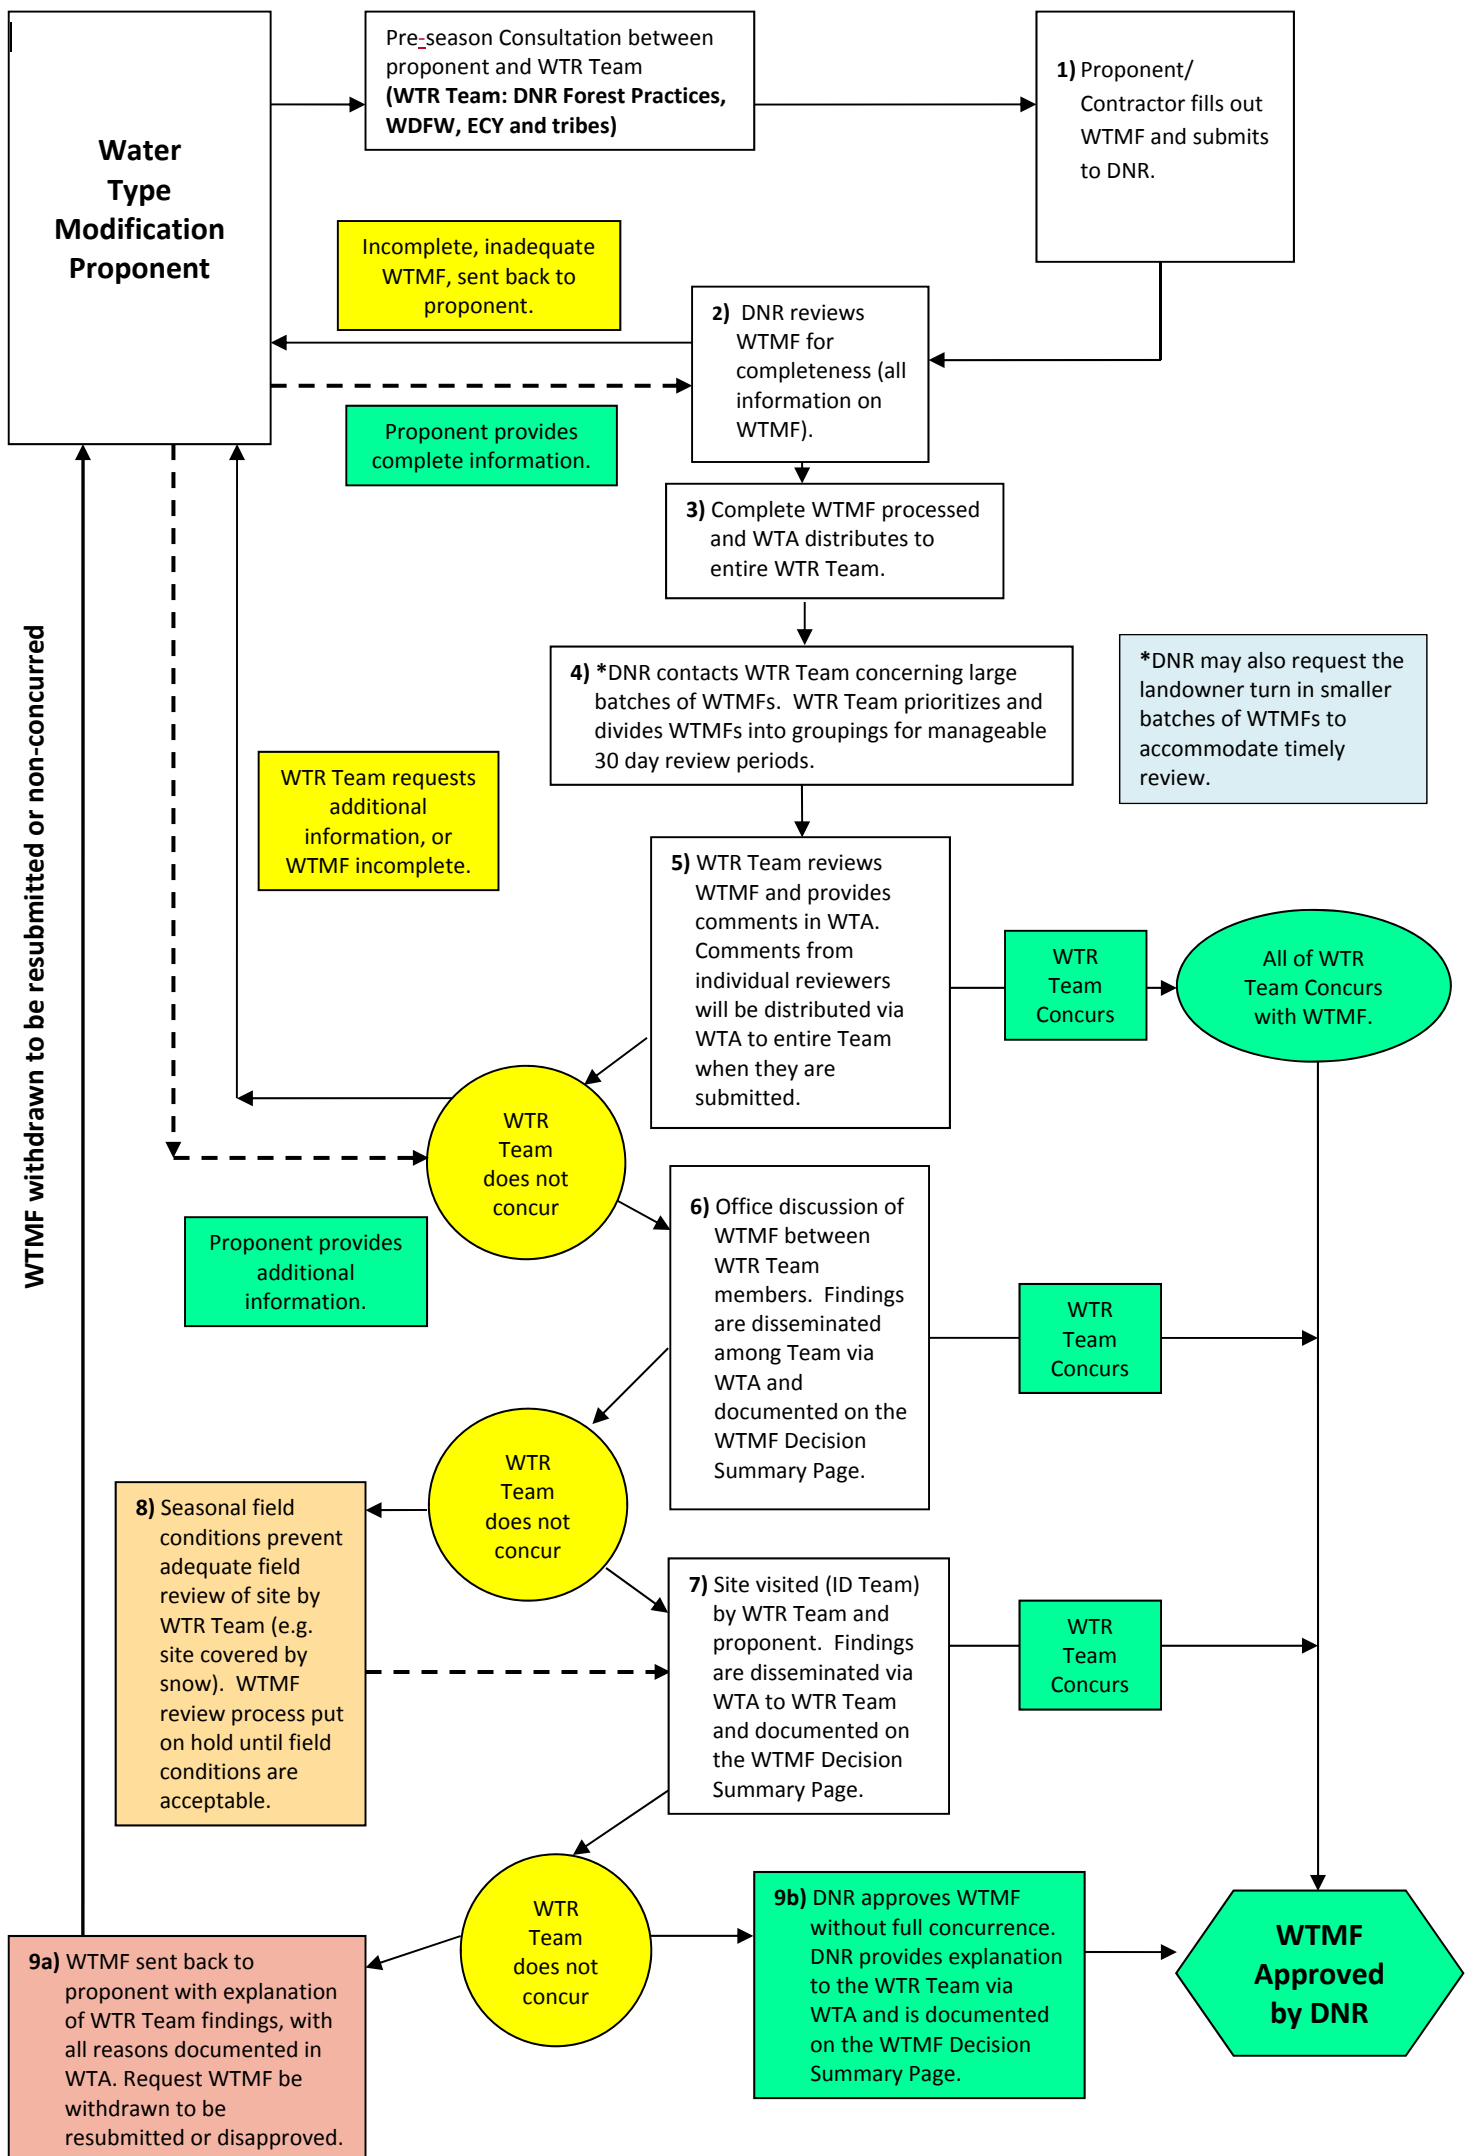 Water
Type
Modification
Proponent
Pre-season Consultation between
proponent and WTR Team
(WTR Team: DNR Forest Practices,
WDFW, ECY and tribes)
1) Proponent/
Contractor fills out
WTMF and submits
to DNR.
Incomplete, inadequate
WTMF, sent back to
proponent.
2) DNR reviews
WTMF for
completeness (all
information on
WTMF).
Proponent provides
complete information.
3) Complete WTMF processed
and WTA distributes to
entire WTR Team.
4) *DNR contacts WTR Team concerning large
batches of WTMFs. WTR Team prioritizes and
divides WTMFs into groupings for manageable
30 day review periods.
*DNR may also request the
landowner turn in smaller
batches of WTMFs to
accommodate timely
review.
WTMF withdrawn to be resubmitted or non-concurred
WTR Team requests
additional
information, or
WTMF incomplete.
5) WTR Team reviews
WTMF and provides
comments in WTA.
Comments from
individual reviewers
will be distributed via
WTA to entire Team
when they are
submitted.
WTR
Team
Concurs
All of WTR
Team Concurs
with WTMF.
WTR
Team
does not
concur
Proponent provides
additional
information.
6) Office discussion of
WTMF between
WTR Team
members. Findings
are disseminated
among Team via
WTA and
documented on the
WTMF Decision
Summary Page.
WTR
Team
Concurs
WTR
Team
does not
concur
8) Seasonal field
conditions prevent
adequate field
review of site by
WTR Team (e.g.
site covered by
snow). WTMF
review process put
on hold until field
conditions are
acceptable.
7) Site visited (ID Team)
by WTR Team and
proponent. Findings
are disseminated via
WTA to WTR Team
and documented on
the WTMF Decision
Summary Page.
WTR
Team
Concurs
WTR
Team
does not
concur
9a) WTMF sent back to
proponent with explanation
of WTR Team findings, with
all reasons documented in
WTA. Request WTMF be
withdrawn to be
resubmitted or disapproved.
9b) DNR approves WTMF
without full concurrence.
DNR provides explanation
to the WTR Team via
WTA and is documented
on the WTMF Decision
Summary Page.
WTMF
Approved
by DNR